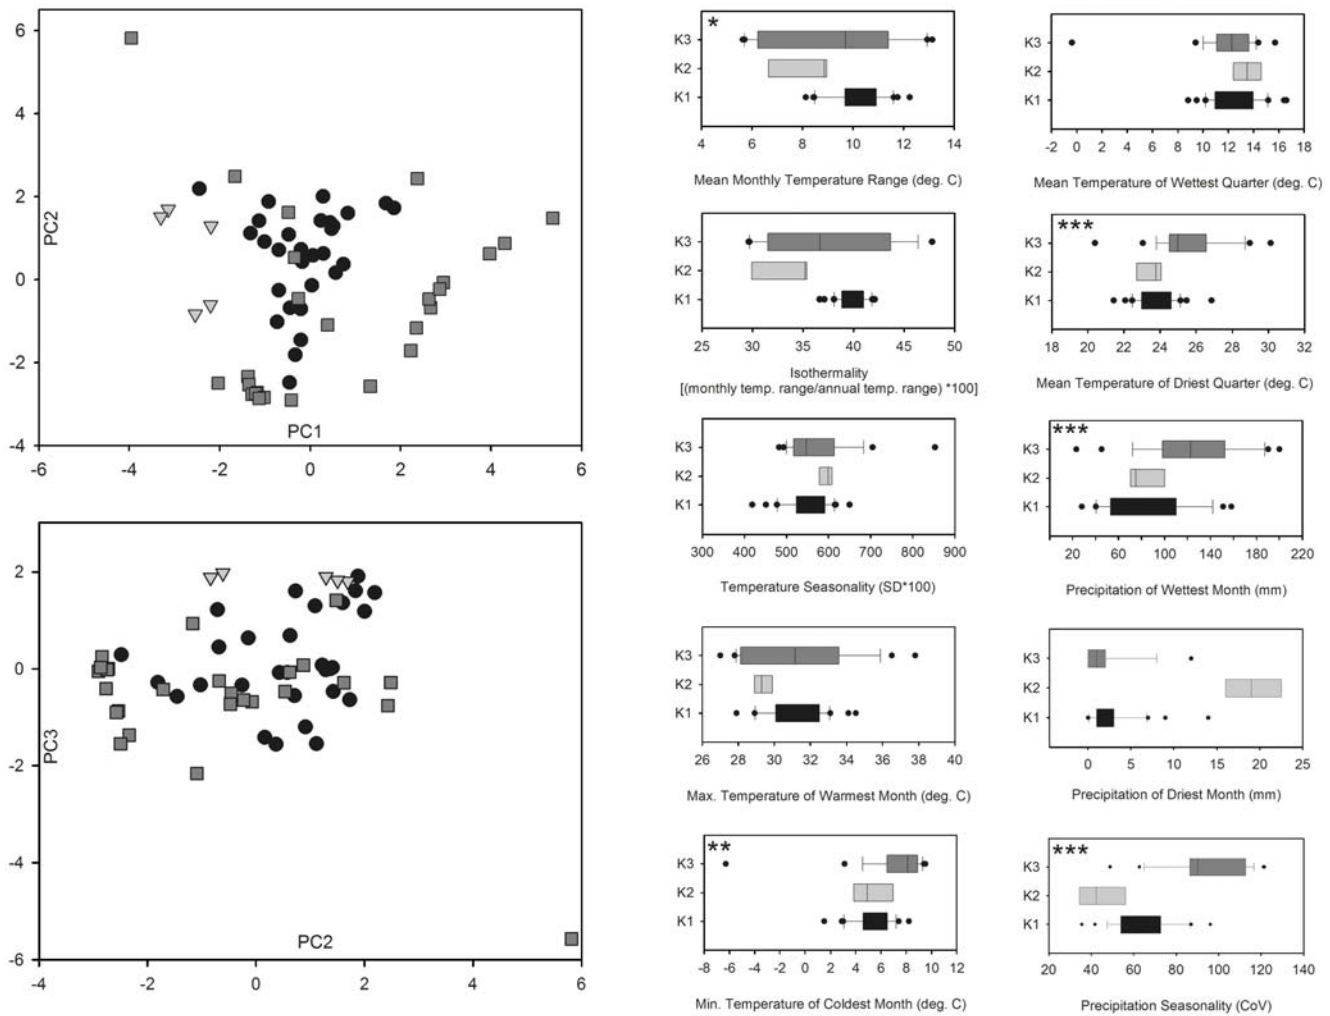 6
4
2
0
-2
-4
PC2
-6
-4
-2
0
2
4
6
PC1
2
0
-2
-4
-6
PC3
-4
-2
0
2
4
6
PC2
*
K3
K2
K1
4
6
8
10
12
14
Mean Monthly Temperature Range (deg. C)
K3
K2
K1
-2
0
2
4
6
8
10
12
14
16
18
Mean Temperature of Wettest Quarter (deg. C)
K3
K2
K1
25
30
35
40
45
50
Isothermality
[(monthly temp. range/annual temp. range) *100]
***
K3
K2
K1
18
20
22
24
26
28
30
32
Mean Temperature of Driest Quarter (deg. C)
K3
K2
K1
300
400
500
600
700
800
900
Temperature Seasonality (SD*100)
***
K3
K2
K1
20
60
100
140
180
220
Precipitation of Wettest Month (mm)
K3
K2
K1
26
28
30
32
34
36
38
40
Max. Temperature of Warmest Month (deg. C)
K3
K2
K1
0
5
10
15
20
25
Precipitation of Driest Month (mm)
**
K3
K2
K1
-8
-6
-4
-2
0
2
4
6
8
10
12
Min. Temperature of Coldest Month (deg. C)
***
K3
K2
K1
20
40
60
80
100
120
140
Precipitation Seasonality (CoV)